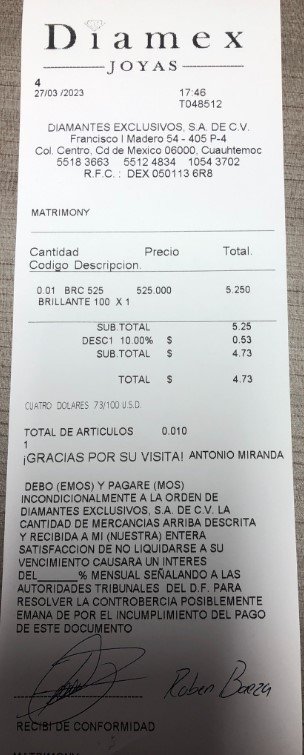 Diamex
JOYAS
4
27/03 /2023 17:46
T048512
DIAMANTES EXCLUSIVOS, S.A. DE C.V.
Francisco I Madero 54 - 405 P-4
Col. Centro, Cd de Mexico 06000, Cuauhtemoc
5518 3663 5512 4834 1054 3702
R.F.C. : DEX 050113 6R8
MATRIMONY
Cantidad Precio Total.
Codigo Descripcion.
0.01 BRC 525 525.000 5.250
BRILLANTE 100 X 1
SUB.TOTAL 5.25
DESC1 10.00% $ 0.53
SUB.TOTAL $ 4.73
TOTAL $ 4.73
CUATRO DOLARES 73/100 U.S.D.
TOTAL DE ARTICULOS 0.010
1
¡GRACIAS POR SU VISITA! ANTONIO MIRANDA
DEBO (EMOS) Y PAGARE (MOS)
INCONDICIONALMENTE A LA ORDEN DE
DIAMANTES EXCLUSIVOS, S.A. DE C.V. LA
CANTIDAD DE MERCANCIAS ARRIBA DESCRITA
Y RECIBIDA A MI (NUESTRA) ENTERA
SATISFACCION DE NO LIQUIDARSE A SU
VENCIMIENTO CAUSARA UN INTERES
DEL______% MENSUAL SEÑALANDO A LAS
AUTORIDADES TRIBUNALES DEL D.F. PARA
RESOLVER LA CONTROBERCIA POSIBLEMENTE
EMANA DE POR EL INCUMPLIMIENTO DEL PAGO
DE ESTE DOCUMENTO
Ruben Baeza
RECIBI DE CONFORMIDAD
MATRIMONY